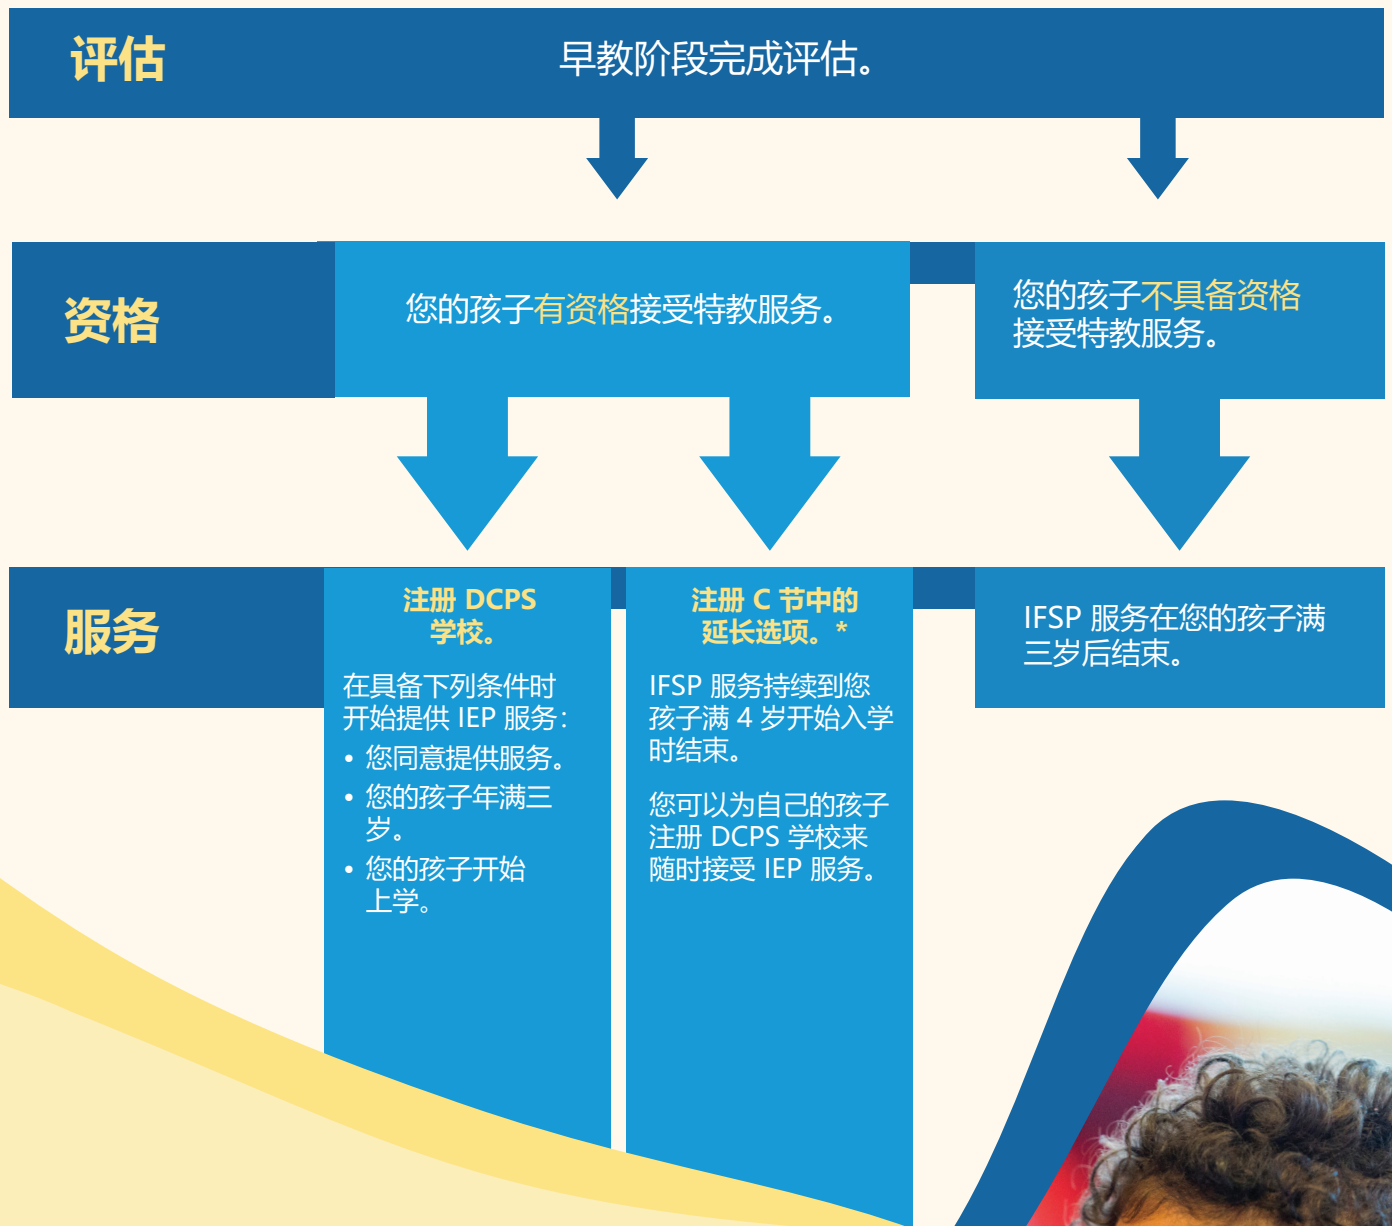 评估
早教阶段完成评估。
资格
您的孩子有资格接受特教服务。
您的孩子不具备资格
接受特教服务。
服务
注册 DCPS
学校。
在具备下列条件时
开始提供 IEP 服务：
• 您同意提供服务。
• 您的孩子年满三
岁。
• 您的孩子开始
上学。
注册 C 节中的
延长选项。*
IFSP 服务持续到您
孩子满 4 岁开始入学
时结束。
您可以为自己的孩子
注册 DCPS 学校来
随时接受 IEP 服务。
IFSP 服务在您的孩子满
三岁后结束。